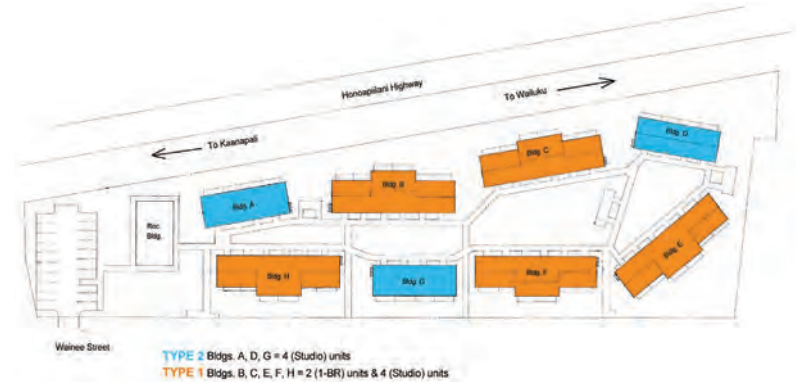 Honoapiilani Highway
To Wailuku
To Kaanapali
Bldg. D
Bldg. C
Bldg. B
Bldg. A
Rec.
Bldg.
Bldg. E
Bldg. H
Bldg. G
Bldg. F
Wainee Street
TYPE 2 Bldgs. A, D, G = 4 (Studio) units
TYPE 1 Bldgs. B, C, E, F, H = 2 (1-BR) units & 4 (Studio) units